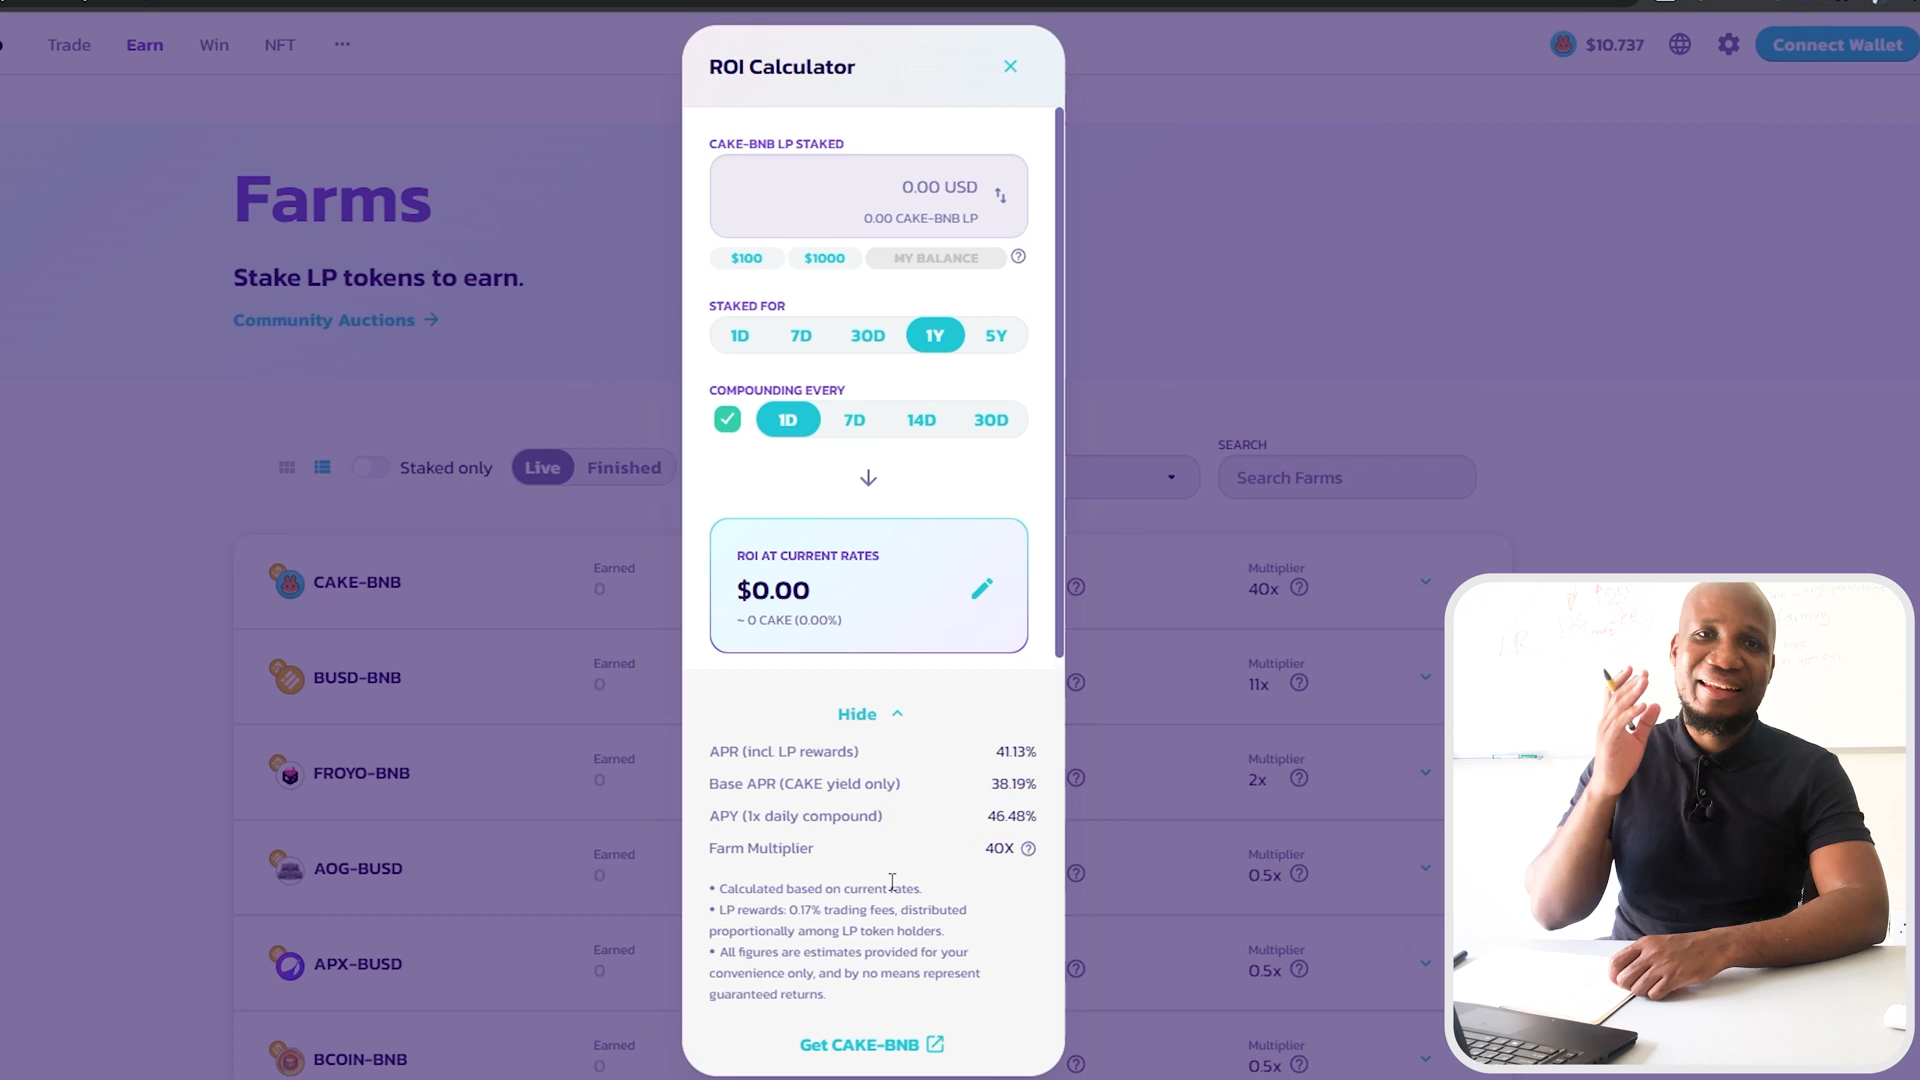 Trade Earn Win NFT ...
$10.737
Connect Wallet
Farms
Stake LP tokens to earn.
Community Auctions →
Staked only Live Finished
SEARCH
Search Farms
ROI Calculator
CAKE-BNB LP STAKED
0.00 USD
0.00 CAKE-BNB LP
$100 $1000 MY BALANCE
STAKED FOR
1D 7D 30D 1Y 5Y
COMPOUNDING EVERY
1D 7D 14D 30D
ROI AT CURRENT RATES
$0.00
~ 0 CAKE (0.00%)
Hide
APR (incl. LP rewards) 41.13%
Base APR (CAKE yield only) 38.19%
APY (1x daily compound) 46.48%
Farm Multiplier 40X
• Calculated based on current rates.
• LP rewards: 0.17% trading fees, distributed
proportionally among LP token holders.
• All figures are estimates provided for your
convenience only, and by no means represent
guaranteed returns.
Get CAKE-BNB
CAKE-BNB Earned 0 Multiplier 40x
BUSD-BNB Earned 0 Multiplier 11x
FROYO-BNB Earned 0 Multiplier 2x
AOG-BUSD Earned 0 Multiplier 0.5x
APX-BUSD Earned 0 Multiplier 0.5x
BCOIN-BNB Earned 0 Multiplier 0.5x